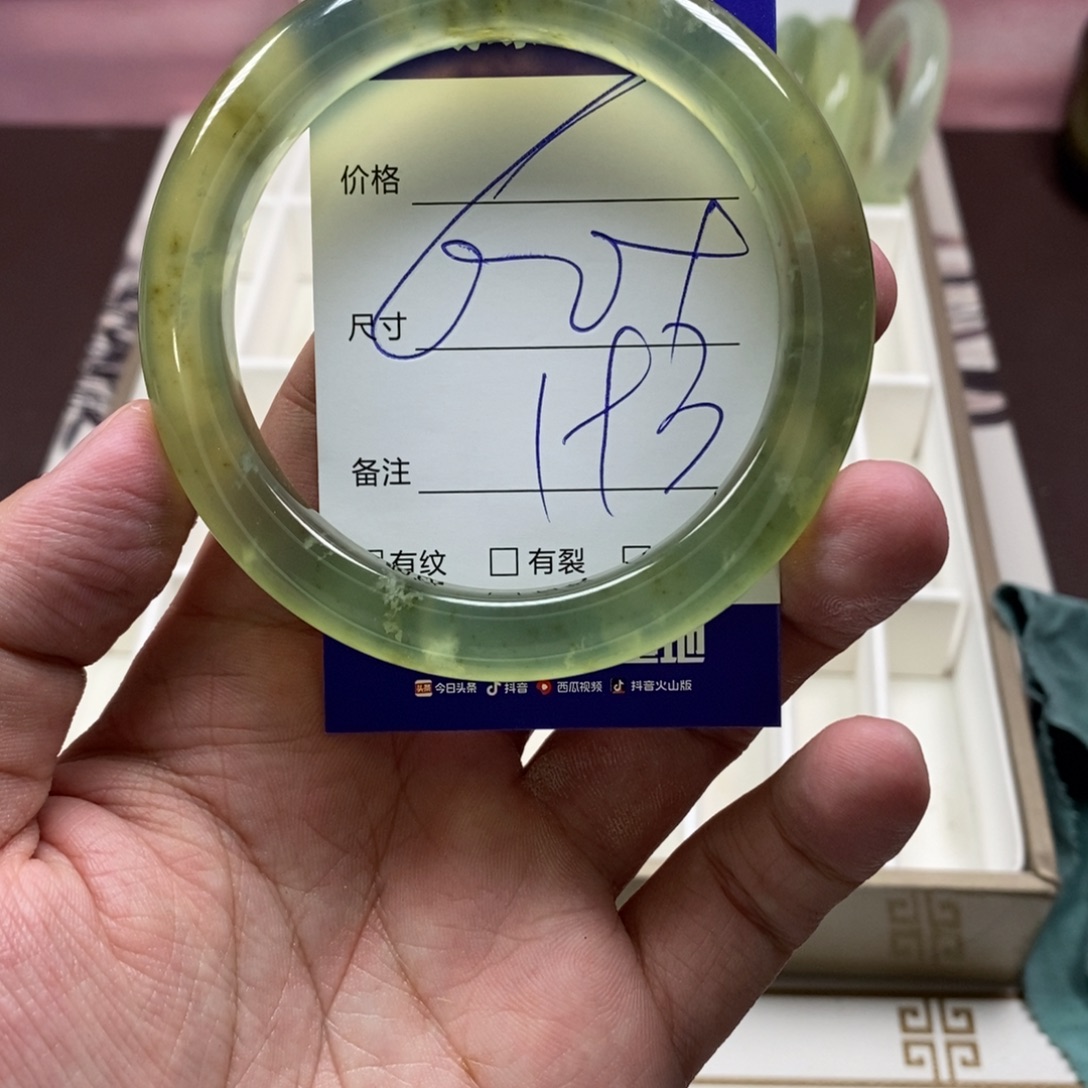 价格
尺寸
193
备注
有纹 有裂
今日头条 抖音 西瓜视频 抖音火山版